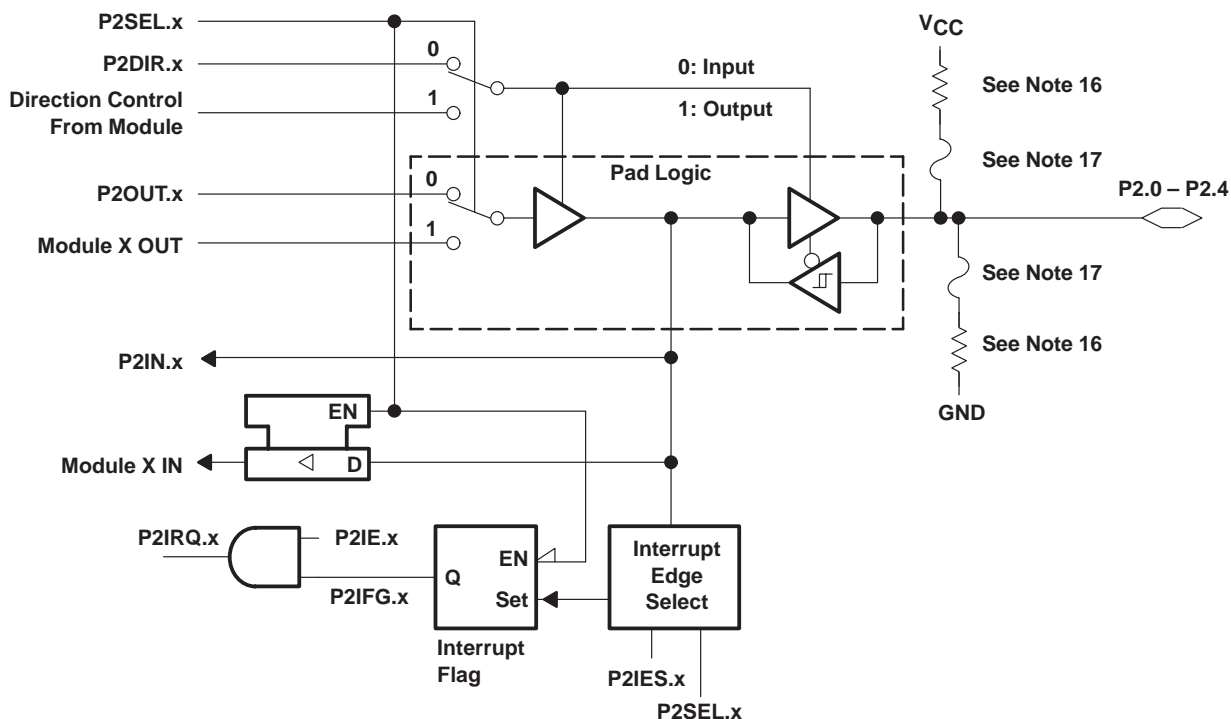 P2SEL.x
P2DIR.x
0
Direction Control
From Module
1
0: Input
1: Output
VCC
See Note 16
See Note 17
Pad Logic
P2OUT.x
0
Module X OUT
1
P2.0 – P2.4
See Note 17
See Note 16
GND
P2IN.x
EN
Module X IN
D
P2IRQ.x
P2IE.x
P2IFG.x
Q
EN
Set
Interrupt
Flag
Interrupt
Edge
Select
P2IES.x
P2SEL.x